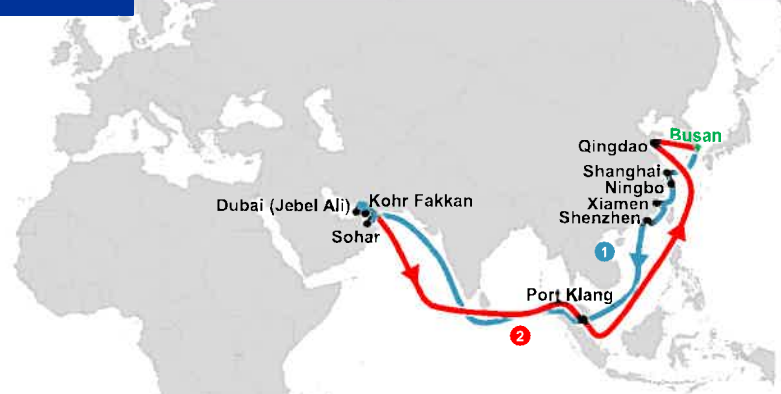 Busan
Qingdao
Shanghai
Ningbo
Xiamen
Shenzhen
Dubai (Jebel Ali)
Kohr Fakkan
Sohar
1
Port Klang
2